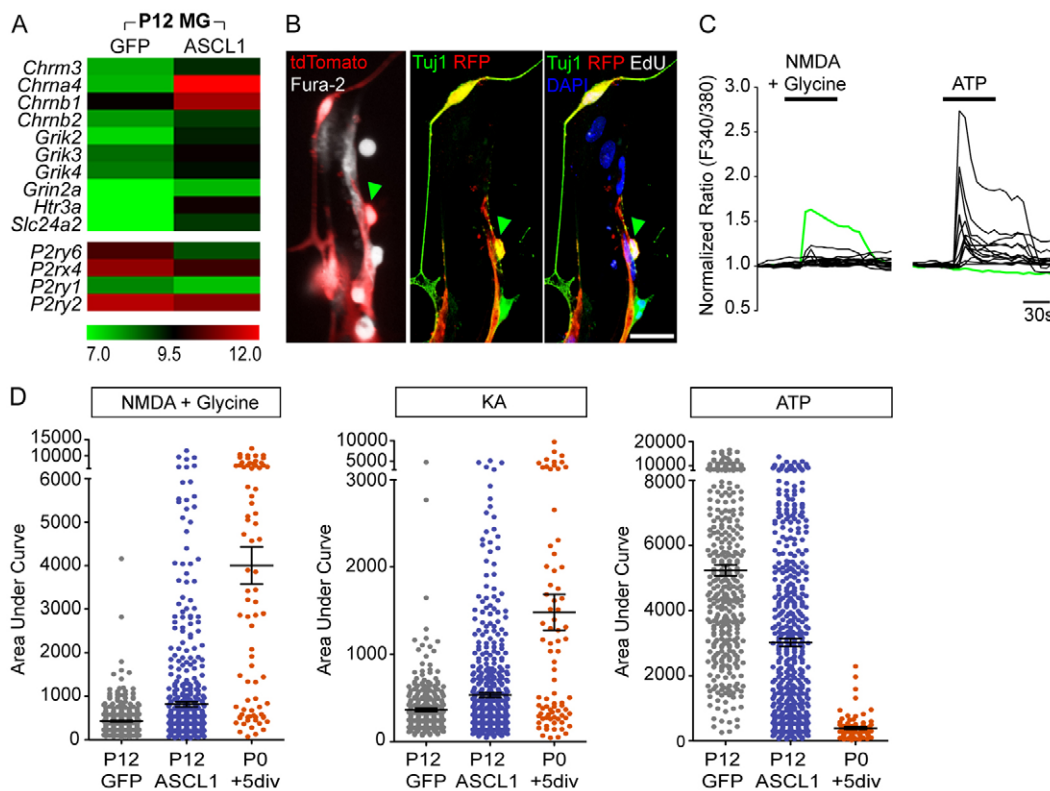 A
P12 MG
GFP ASCL1
Chrm3
Chrna4
Chrnb1
Chrnb2
Grik2
Grik3
Grik4
Grin2a
Htr3a
Slc24a2
P2ry6
P2rx4
P2ry1
P2ry2
7.0 9.5 12.0
B
tdTomato
Fura-2
Tuj1 RFP
Tuj1 RFP EdU
DAPI
C
NMDA
+ Glycine
ATP
Normalized Ratio (F340/380)
3.0
2.5
2.0
1.5
1.0
0.5
30s
D
NMDA + Glycine
Area Under Curve
15000
10000
6000
5000
4000
3000
2000
1000
0
P12 GFP
P12 ASCL1
P0 +5div
KA
Area Under Curve
10000
5000
3000
2000
1000
0
P12 GFP
P12 ASCL1
P0 +5div
ATP
Area Under Curve
20000
10000
8000
6000
4000
2000
0
P12 GFP
P12 ASCL1
P0 +5div